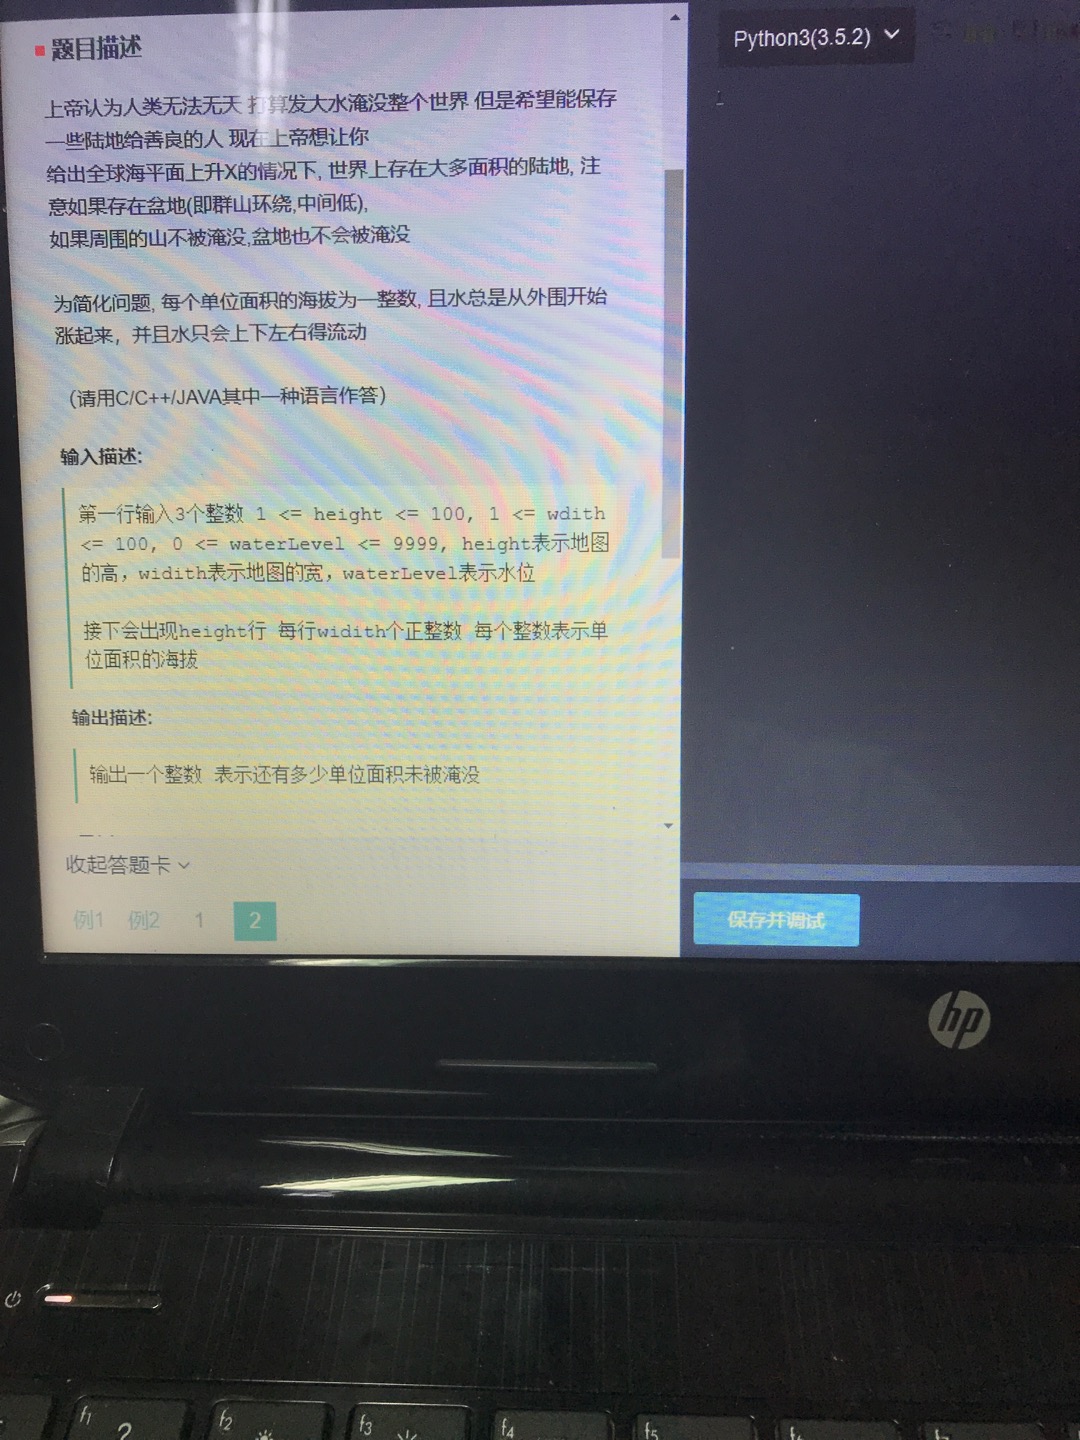 题目描述
上帝认为人类无法无天 打算发大水淹没整个世界 但是希望能保存
一些陆地给善良的人 现在上帝想让你
给出全球海平面上升X的情况下, 世界上存在大多面积的陆地, 注
意如果存在盆地(即群山环绕,中间低),
如果周围的山不被淹没,盆地也不会被淹没
为简化问题, 每个单位面积的海拔为一整数, 且水总是从外围开始
涨起来，并且水只会上下左右得流动
（请用C/C++/JAVA其中一种语言作答）
输入描述:
第一行输入3个整数 1 <= height <= 100, 1 <= wdith
<= 100, 0 <= waterLevel <= 9999, height表示地图
的高，widith表示地图的宽，waterLevel表示水位
接下会出现height行 每行widith个正整数 每个整数表示单
位面积的海拔
输出描述:
输出一个整数 表示还有多少单位面积未被淹没
收起答题卡
例1 例2 1 2
Python3(3.5.2)
1
保存并调试
hp
f1 ?
f2
f3
f4
f5